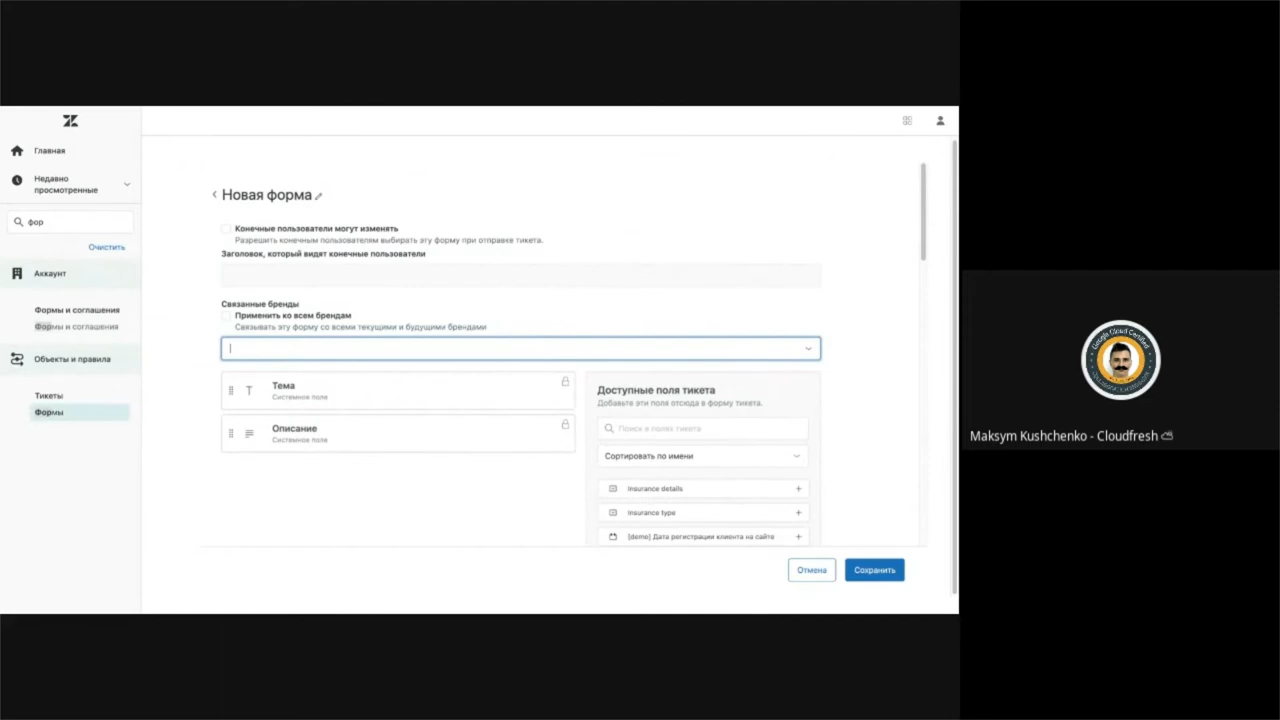 Главная
Недавно
просмотренные
фор
Очистить
Аккаунт
Формы и соглашения
Формы и соглашения
Объекты и правила
Тикеты
Формы
Новая форма
Конечные пользователи могут изменять
Разрешить конечным пользователям выбирать эту форму при отправке тикета.
Заголовок, который видят конечные пользователи
Связанные бренды
Применить ко всем брендам
Связывать эту форму со всеми текущими и будущими брендами
Тема
Системное поле
Описание
Системное поле
Доступные поля тикета
Добавьте эти поля отсюда в форму тикета.
Поиск в полях тикета
Сортировать по имени
Insurance details
Insurance type
[demo] Дата регистрации клиента на сайте
Отмена
Сохранить
Google Cloud Certified
Maksym Kushchenko - Cloudfresh